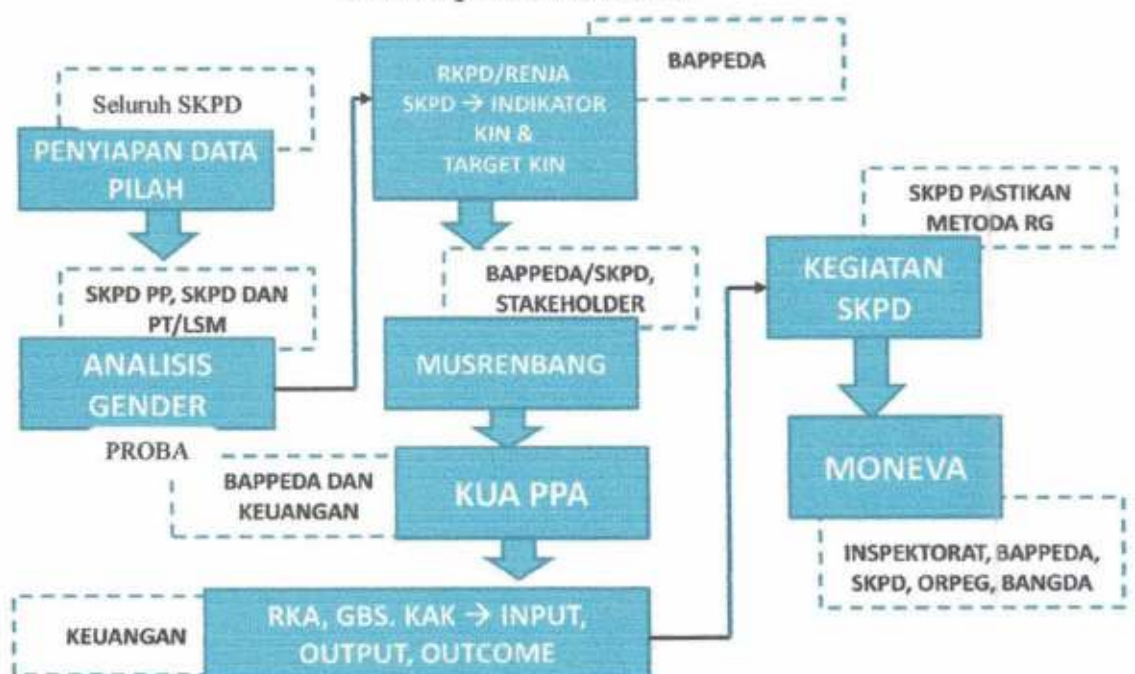 Seluruh SKPD
PENYIAPAN DATA
PILAH
SKPD PP, SKPD DAN
PT/LSM
ANALISIS
GENDER
PROBA
BAPPEDA
RKPD/RENJA
SKPD → INDIKATOR
KIN &
TARGET KIN
BAPPEDA/SKPD,
STAKEHOLDER
MUSRENBANG
BAPPEDA DAN
KEUANGAN
KUA PPA
KEUANGAN
RKA, GBS. KAK → INPUT,
OUTPUT, OUTCOME
SKPD PASTIKAN
METODA RG
KEGIATAN
SKPD
MONEVA
INSPEKTORAT, BAPPEDA,
SKPD, ORPEG, BANGDA